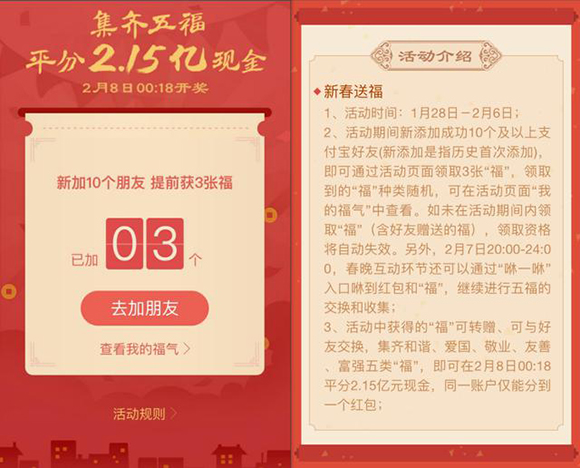 集齐五福
平分2.15亿现金
2月8日00:18开奖
新加10个朋友 提前获3张福
已加 03 个
去加朋友
查看我的福气〉
活动规则〉
活动介绍
新春送福
1、活动时间：1月28日－2月6日；
2、活动期间新添加成功10个及以上支
付宝好友(新添加是指历史首次添加)，
即可通过活动页面领取3张“福”，领取
到的“福”种类随机，可在活动页面“我
的福气”中查看。如未在活动期间内领
取“福”（含好友赠送的福），领取资格
将自动失效。另外，2月7日20:00-24:0
0，春晚互动环节还可以通过“咻一咻”
入口咻到红包和“福”，继续进行五福的
交换和收集；
3、活动中获得的“福”可转赠、可与好
友交换，集齐和谐、爱国、敬业、友善
、富强五类“福”，即可在2月8日00:18
平分2.15亿元现金，同一账户仅能分到
一个红包；